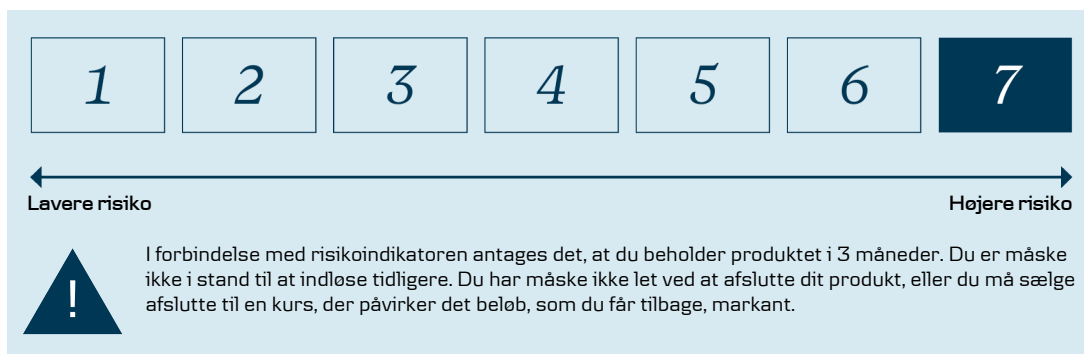 1 2 3 4 5 6 7
Lavere risiko Højere risiko
I forbindelse med risikoindikatoren antages det, at du beholder produktet i 3 måneder. Du er måske
ikke i stand til at indløse tidligere. Du har måske ikke let ved at afslutte dit produkt, eller du må sælge
afslutte til en kurs, der påvirker det beløb, som du får tilbage, markant.
!